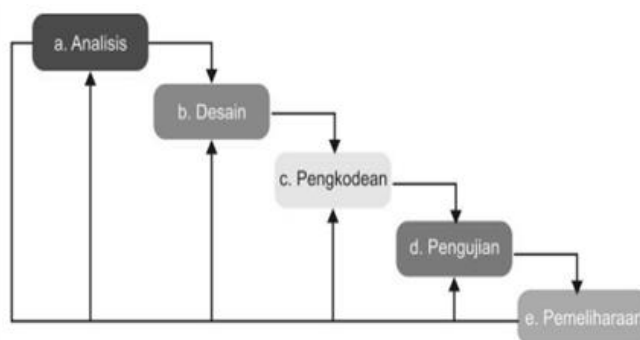 a. Analisis
b. Desain
c. Pengkodean
d. Pengujian
e. Pemeliharaan